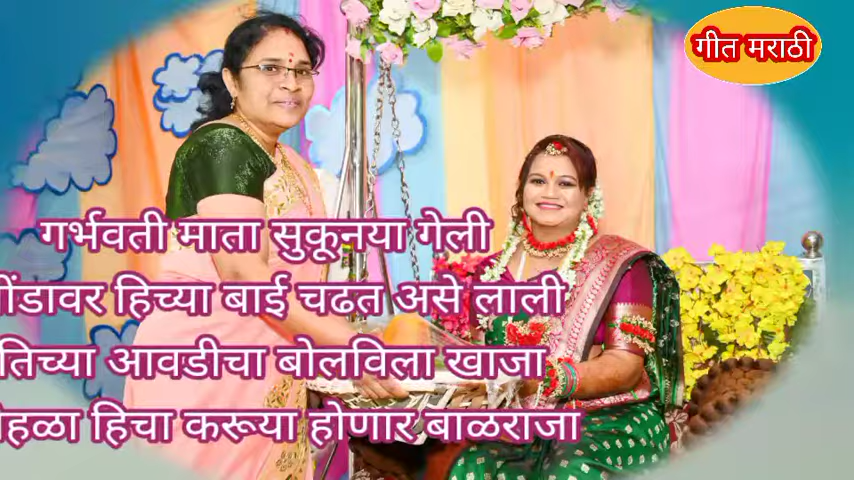 गीत मराठी
गर्भवती माता सुकूनया गेली
हिच्या बाई चढत असे लाली
तिच्या आवडीचा बोलविला खाजा
हिचा करूया होणार बाळराजा